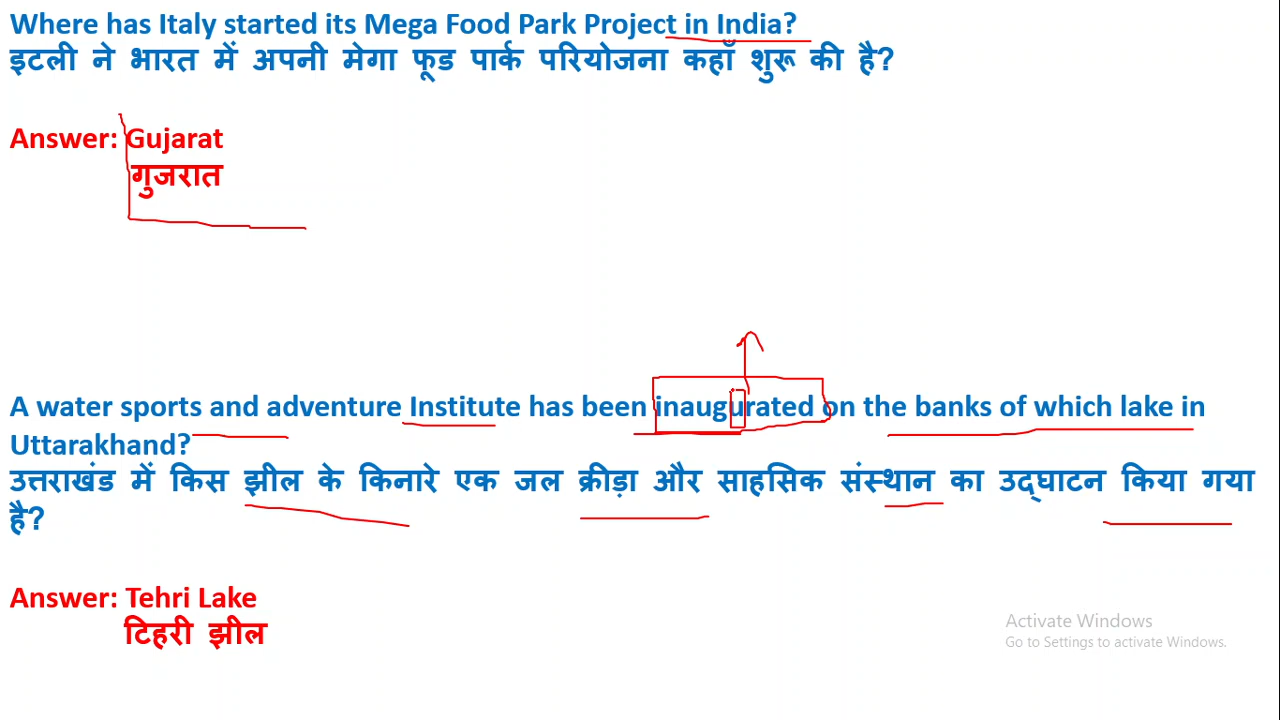 Where has Italy started its Mega Food Park Project in India?
इटली ने भारत में अपनी मेगा फूड पार्क परियोजना कहाँ शुरू की है?
Answer: Gujarat
गुजरात
A water sports and adventure Institute has been inaugurated on the banks of which lake in
Uttarakhand?
उत्तराखंड में किस झील के किनारे एक जल क्रीड़ा और साहसिक संस्थान का उद्घाटन किया गया
है?
Answer: Tehri Lake
टिहरी झील
Activate Windows
Go to Settings to activate Windows.